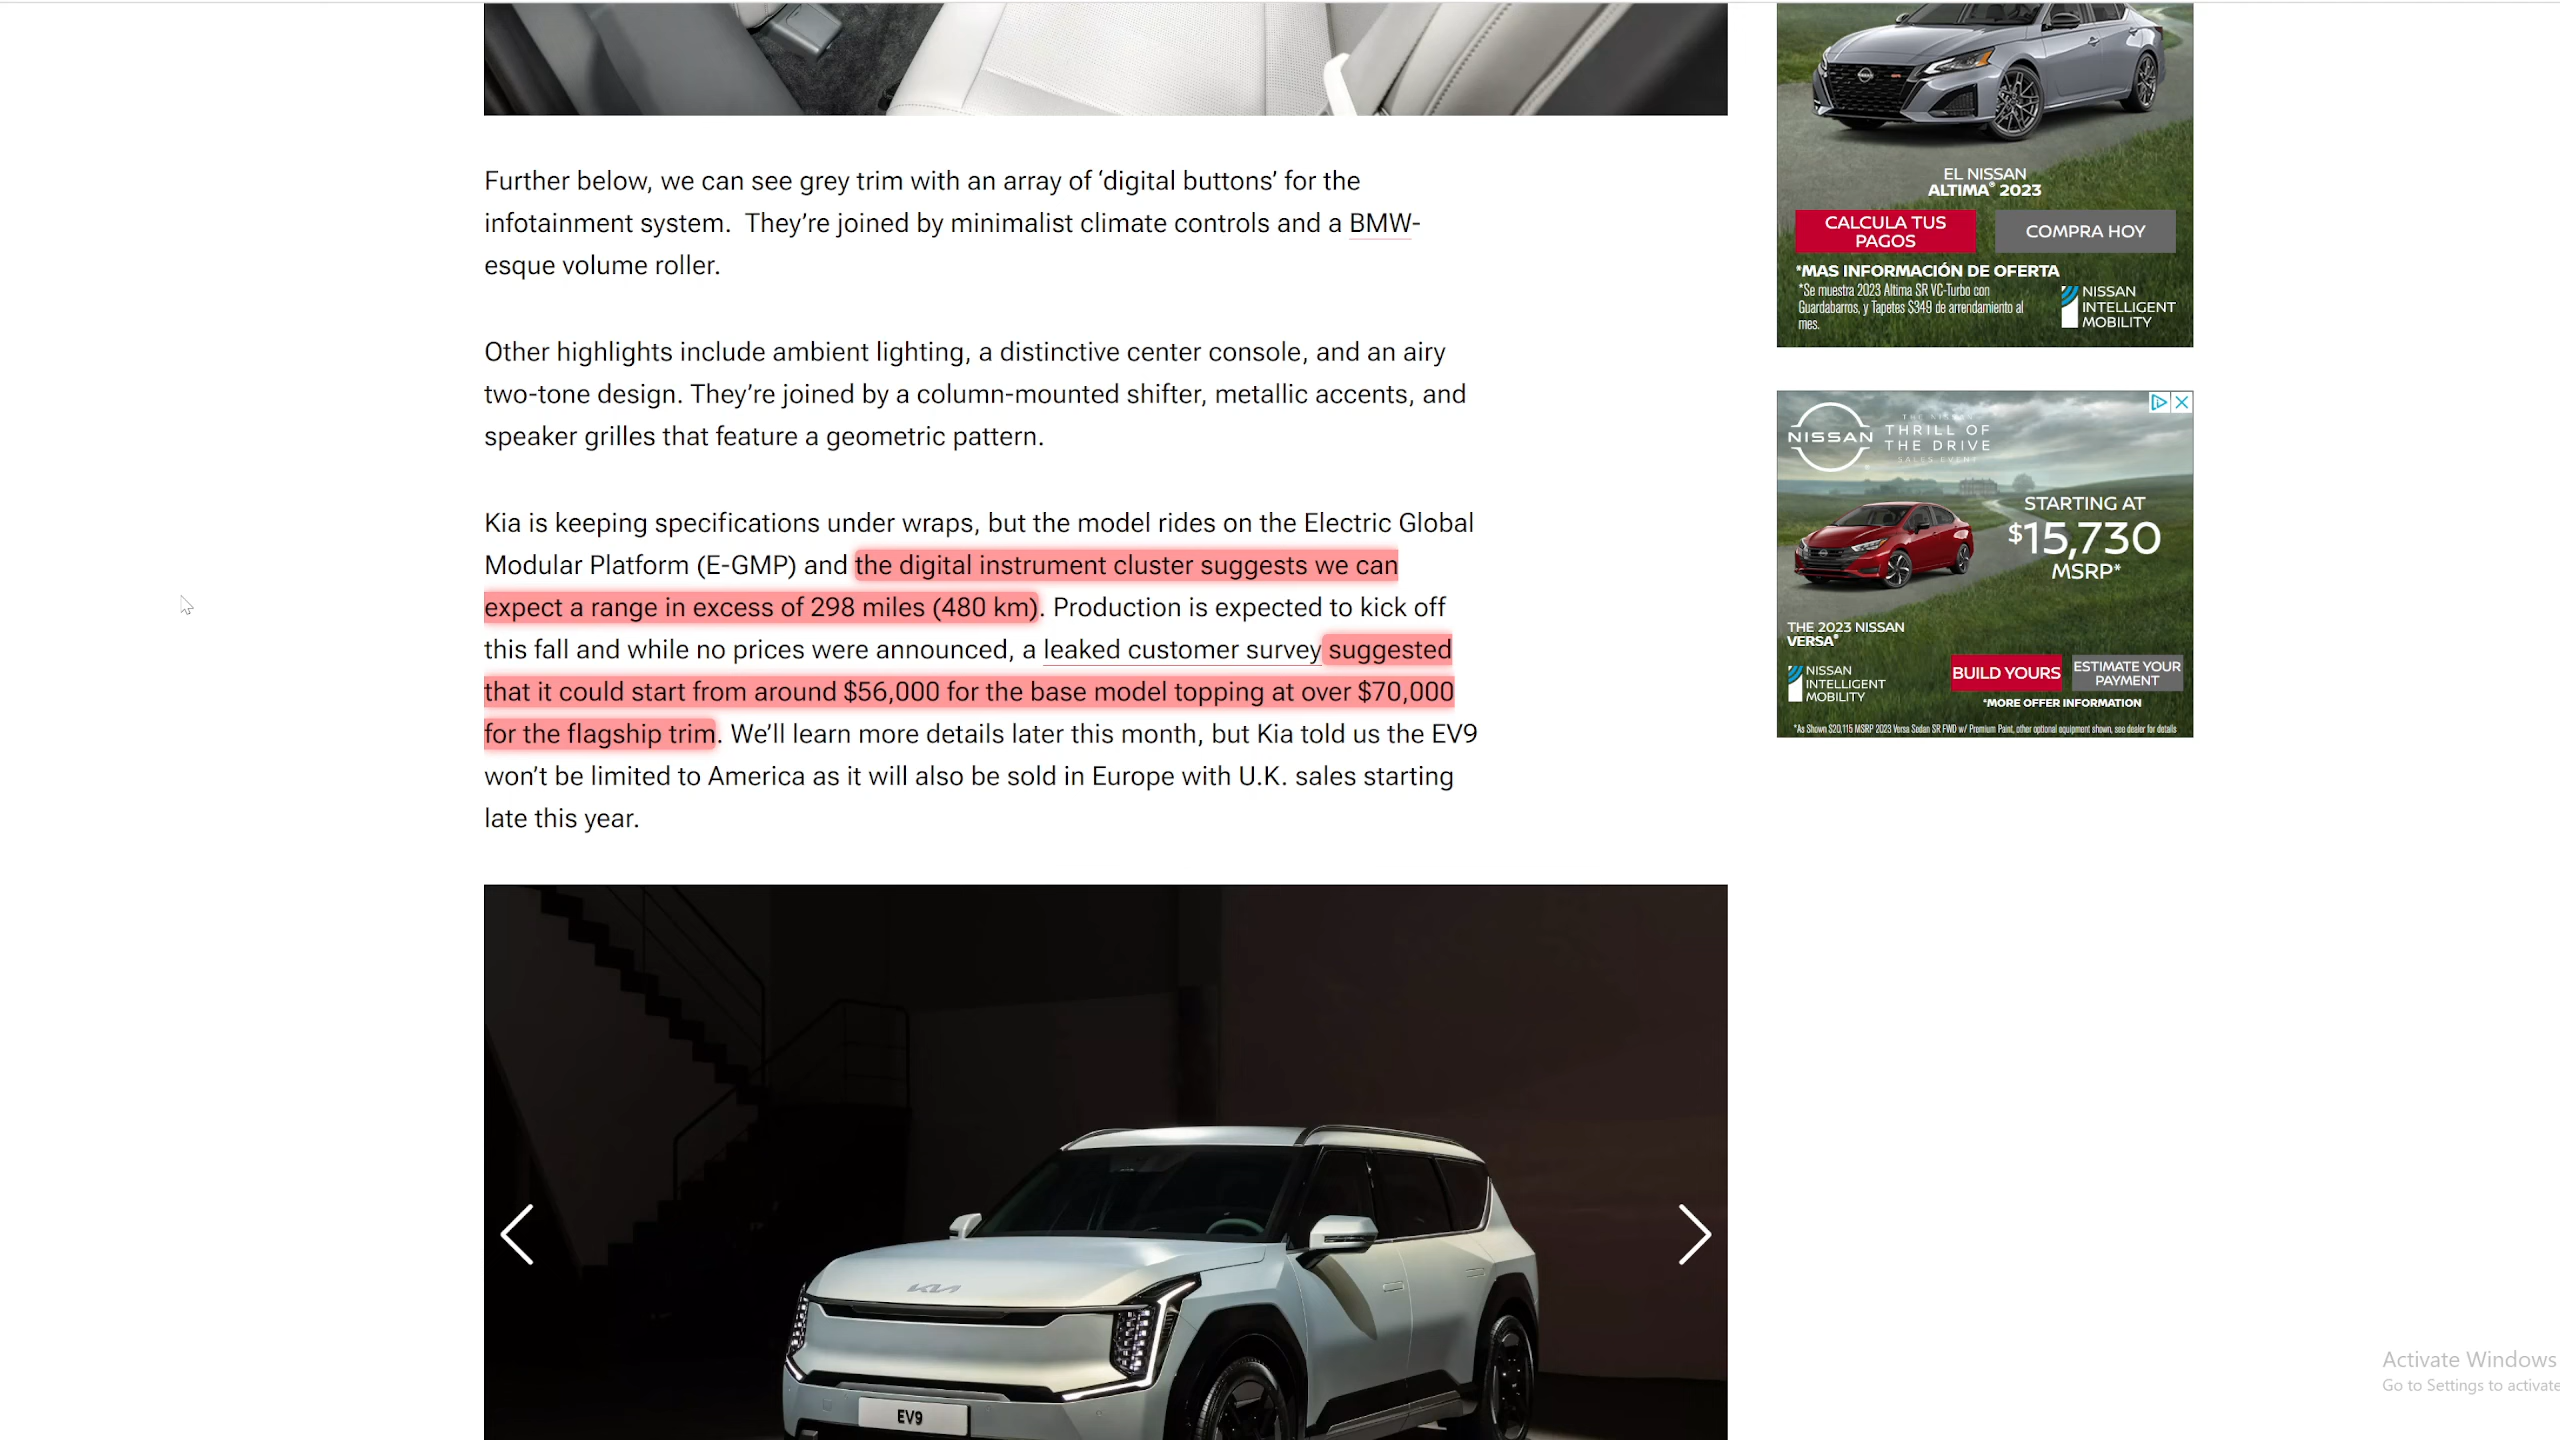 Further below, we can see grey trim with an array of ‘digital buttons’ for the
infotainment system.  They’re joined by minimalist climate controls and a BMW-
esque volume roller.
Other highlights include ambient lighting, a distinctive center console, and an airy
two-tone design. They’re joined by a column-mounted shifter, metallic accents, and
speaker grilles that feature a geometric pattern.
Kia is keeping specifications under wraps, but the model rides on the Electric Global
Modular Platform (E-GMP) and the digital instrument cluster suggests we can
expect a range in excess of 298 miles (480 km). Production is expected to kick off
this fall and while no prices were announced, a leaked customer survey suggested
that it could start from around $56,000 for the base model topping at over $70,000
for the flagship trim. We’ll learn more details later this month, but Kia told us the EV9
won’t be limited to America as it will also be sold in Europe with U.K. sales starting
late this year.
KIA
EV9
EL NISSAN
ALTIMA® 2023
CALCULA TUS
PAGOS
COMPRA HOY
*MAS INFORMACIÓN DE OFERTA
*Se muestra 2023 Altima SR VC-Turbo con
Guardabarros, y Tapetes $349 de arrendamiento al
mes.
NISSAN
INTELLIGENT
MOBILITY
NISSAN
THRILL OF
THE DRIVE
SALES EVENT
STARTING AT
$15,730
MSRP*
THE 2023 NISSAN
VERSA®
NISSAN
INTELLIGENT
MOBILITY
BUILD YOURS
ESTIMATE YOUR
PAYMENT
*MORE OFFER INFORMATION
*As Shown $20,115 MSRP 2023 Versa Sedan SR FWD w/ Premium Paint, other optional equipment shown, see dealer for details
Activate Windows
Go to Settings to activate